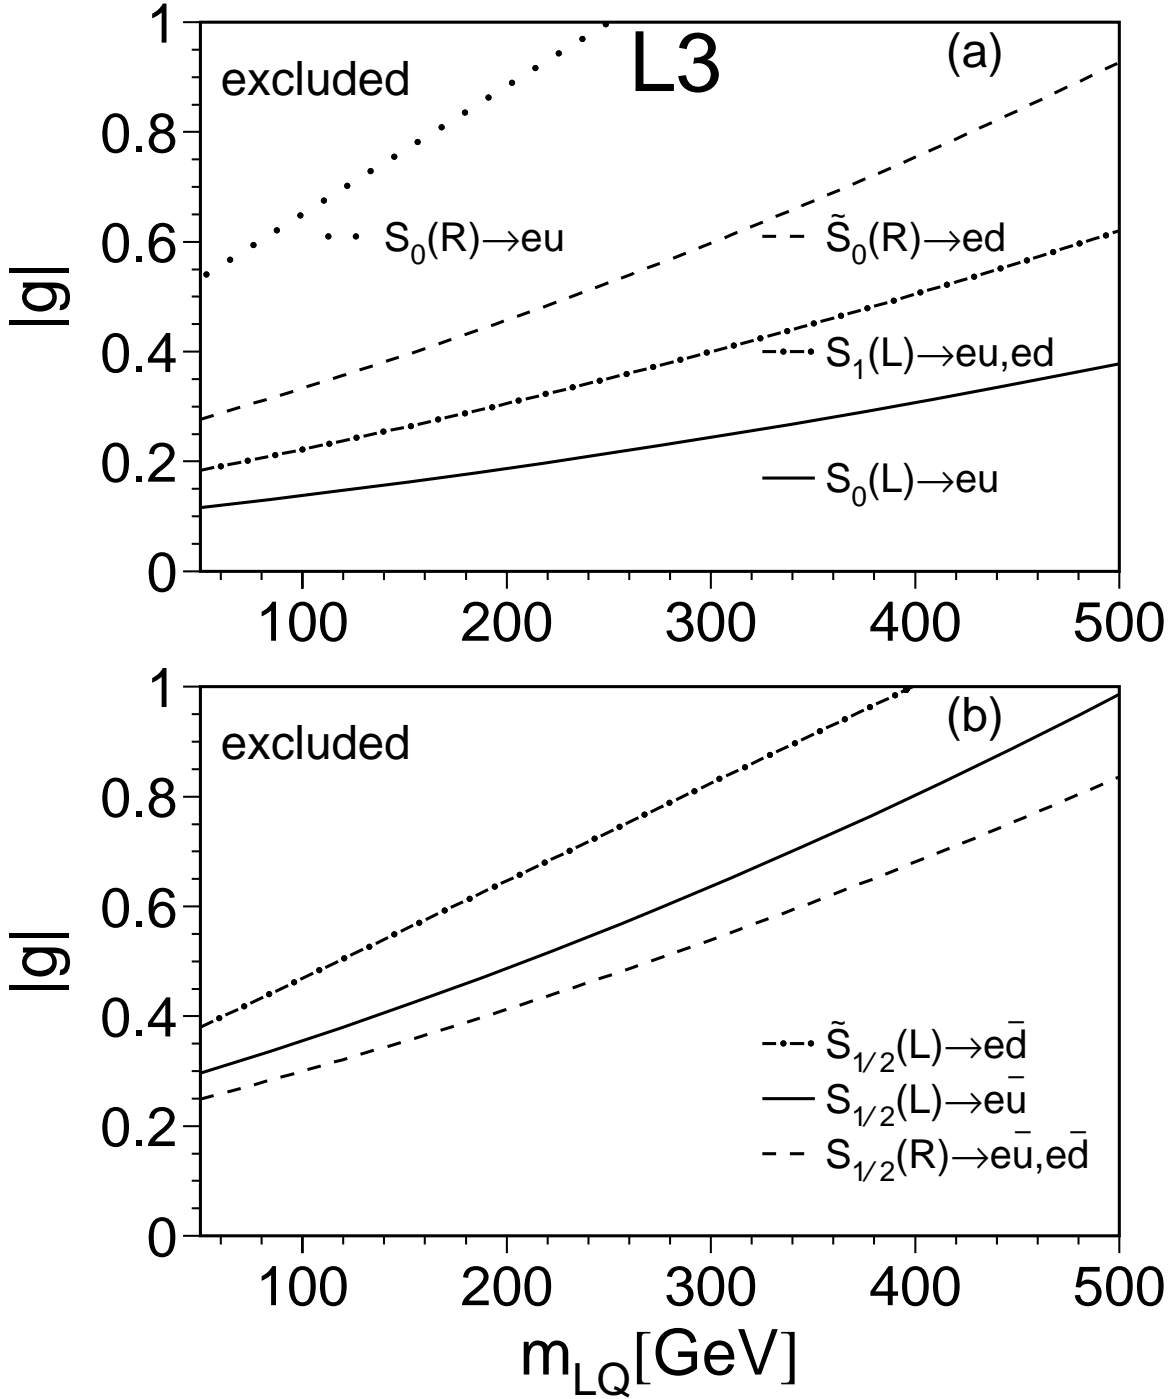 1
L3
(a)
excluded
0.8
S₀(R)→eu
S̃₀(R)→ed
0.6
|g|
0.4
S₁(L)→eu,ed
0.2
S₀(L)→eu
0
100 200 300 400 500
1
(b)
excluded
0.8
0.6
|g|
0.4
S̃₁/₂(L)→ed̄
S₁/₂(L)→eū
0.2
S₁/₂(R)→eū,ed̄
0
100 200 300 400 500
m_LQ[GeV]